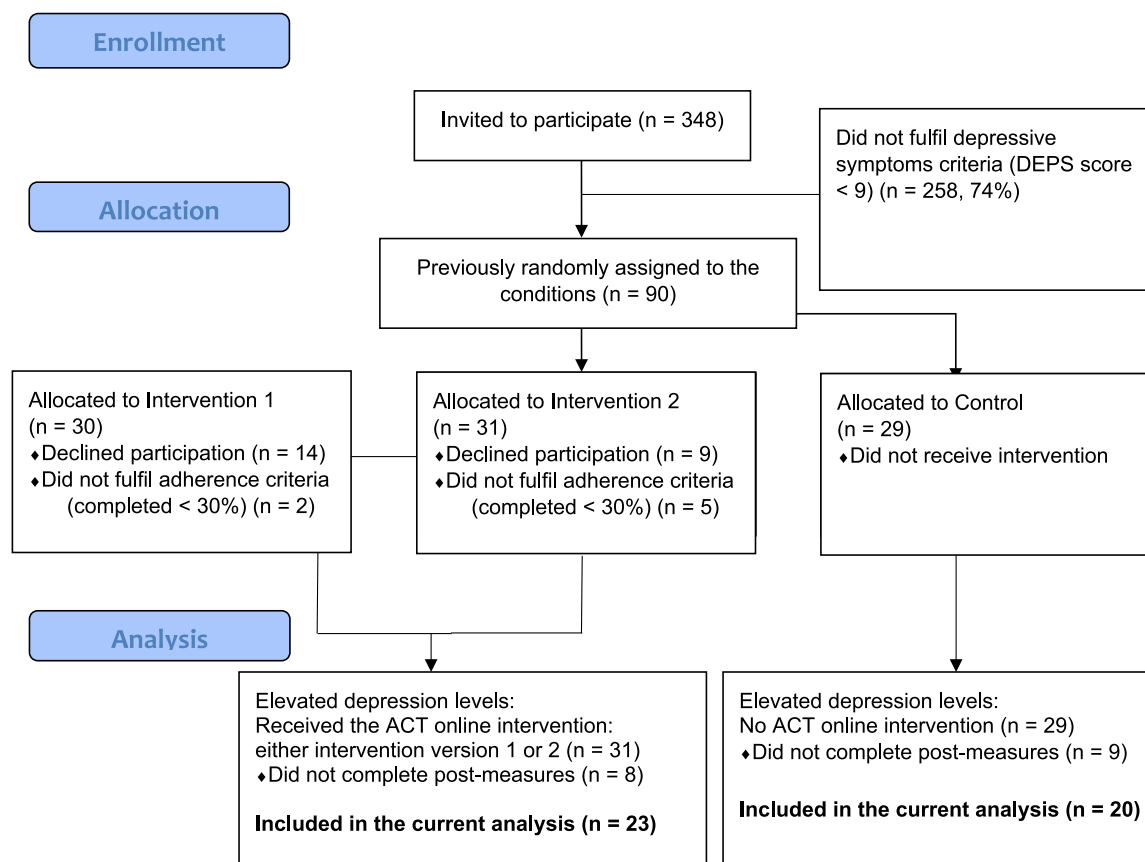 Enrollment
Invited to participate (n = 348)
Did not fulfil depressive
symptoms criteria (DEPS score
< 9) (n = 258, 74%)
Allocation
Previously randomly assigned to the
conditions (n = 90)
Allocated to Intervention 1
(n = 30)
♦Declined participation (n = 14)
♦Did not fulfil adherence criteria
(completed < 30%) (n = 2)
Allocated to Intervention 2
(n = 31)
♦Declined participation (n = 9)
♦Did not fulfil adherence criteria
(completed < 30%) (n = 5)
Allocated to Control
(n = 29)
♦Did not receive intervention
Analysis
Elevated depression levels:
Received the ACT online intervention:
either intervention version 1 or 2 (n = 31)
♦Did not complete post-measures (n = 8)
Included in the current analysis (n = 23)
Elevated depression levels:
No ACT online intervention (n = 29)
♦Did not complete post-measures (n = 9)
Included in the current analysis (n = 20)